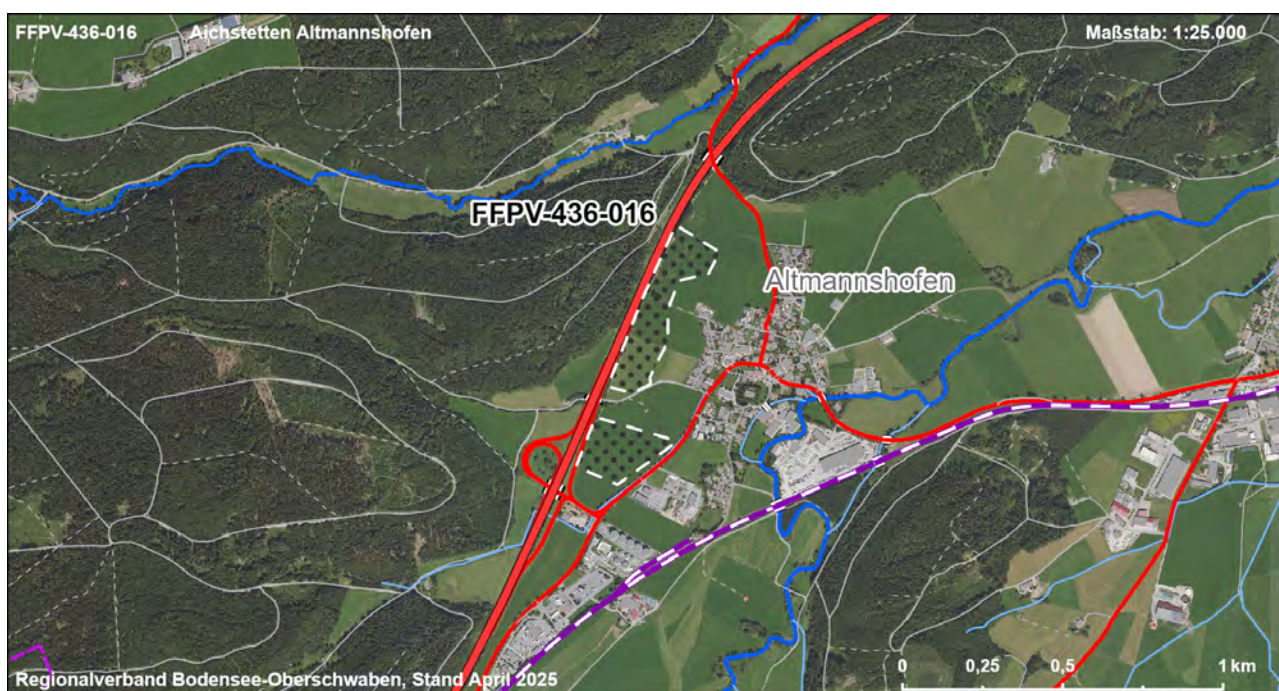 FFPV-436-016 Aichstetten Altmannshofen
Maßstab: 1:25.000
FFPV-436-016
Altmannshofen
0 0,25 0,5 1 km
Regionalverband Bodensee-Oberschwaben, Stand April 2025